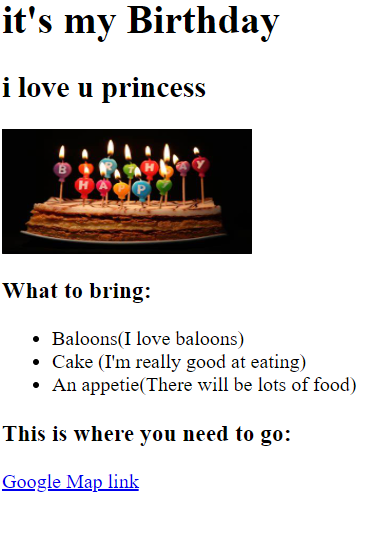 it's my Birthday
i love u princess
BIRTHDAY
HAPPY
What to bring:
Baloons(I love baloons)
Cake (I'm really good at eating)
An appetie(There will be lots of food)
This is where you need to go:
Google Map link